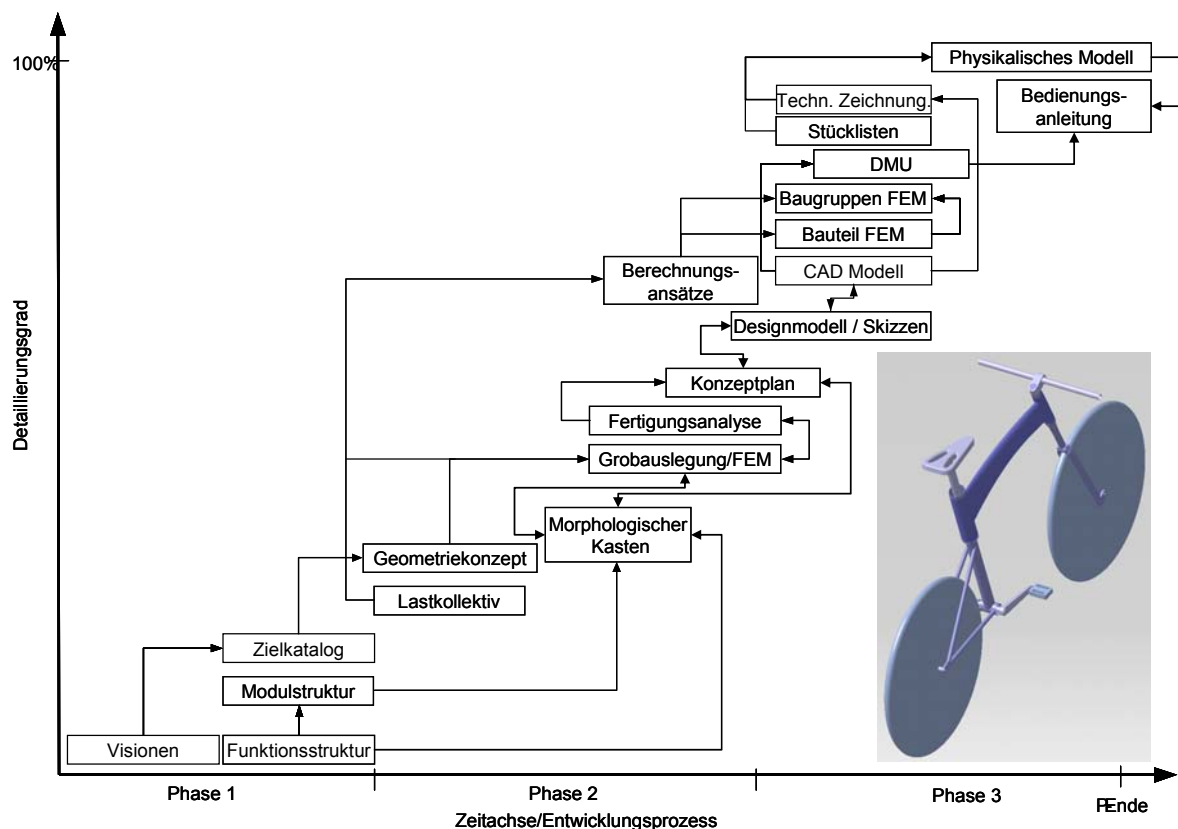 100%
Physikalisches Modell
Techn. Zeichnung.
Bedienungs-
anleitung
Stücklisten
DMU
Baugruppen FEM
Bauteil FEM
Berechnungs-
ansätze
CAD Modell
Designmodell / Skizzen
Detaillierungsgrad
Konzeptplan
Fertigungsanalyse
Grobauslegung/FEM
Morphologischer
Kasten
Geometriekonzept
Lastkollektiv
Zielkatalog
Modulstruktur
Visionen
Funktionsstruktur
Phase 1
Phase 2
Phase 3
Zeitachse/Entwicklungsprozess